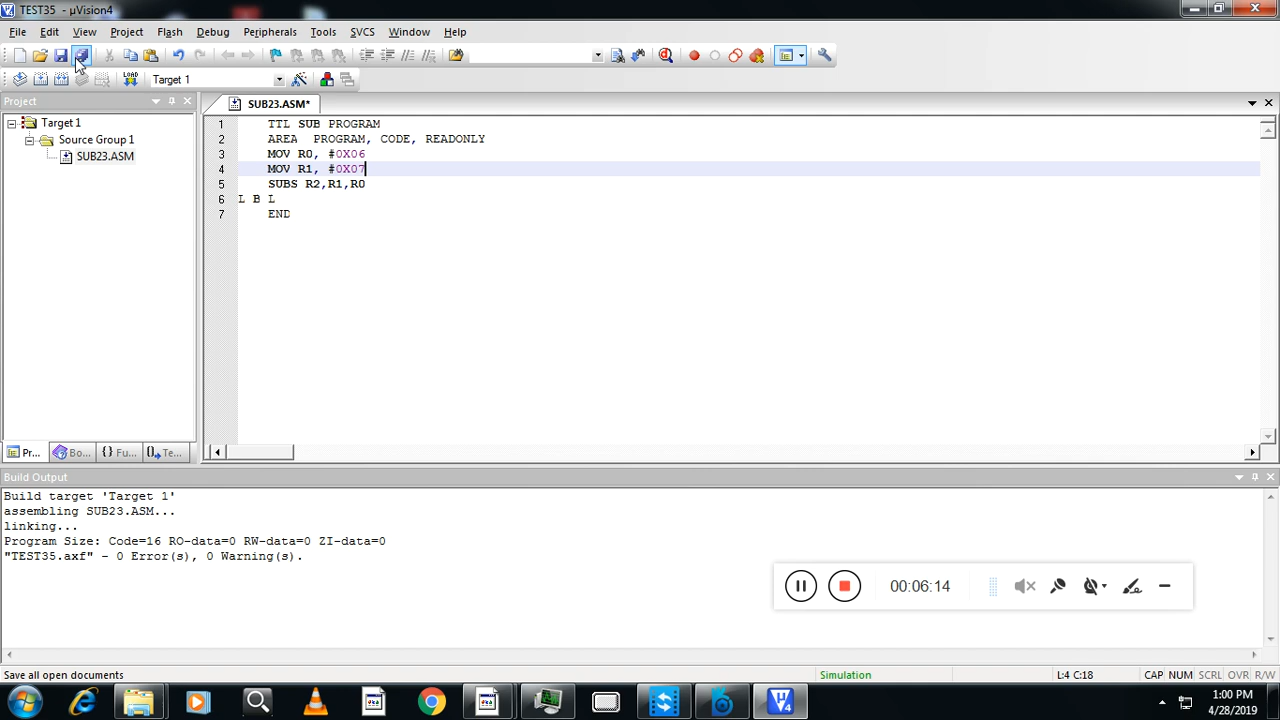 TEST35 - µVision4
File Edit View Project Flash Debug Peripherals Tools SVCS Window Help
LOAD Target 1
Project
SUB23.ASM*
Target 1
Source Group 1
SUB23.ASM
1 TTL SUB PROGRAM
2 AREA PROGRAM, CODE, READONLY
3 MOV R0, #0X06
4 MOV R1, #0X07
5 SUBS R2,R1,R0
6 L B L
7 END
Pr... Bo... {} Fu... Te...
Build Output
Build target 'Target 1'
assembling SUB23.ASM...
linking...
Program Size: Code=16 RO-data=0 RW-data=0 ZI-data=0
"TEST35.axf" - 0 Error(s), 0 Warning(s).
00:06:14
Save all open documents Simulation L:4 C:18 CAP NUM SCRL OVR R/W
1:00 PM
4/28/2019